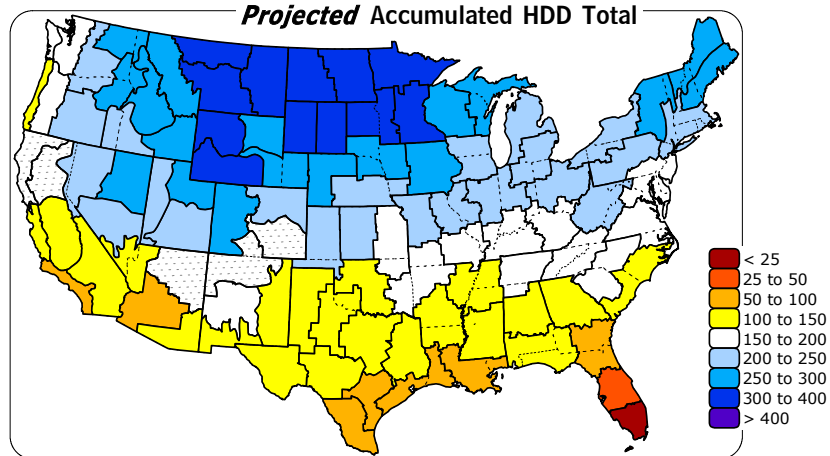 Projected Accumulated HDD Total
< 25
25 to 50
50 to 100
100 to 150
150 to 200
200 to 250
250 to 300
300 to 400
> 400